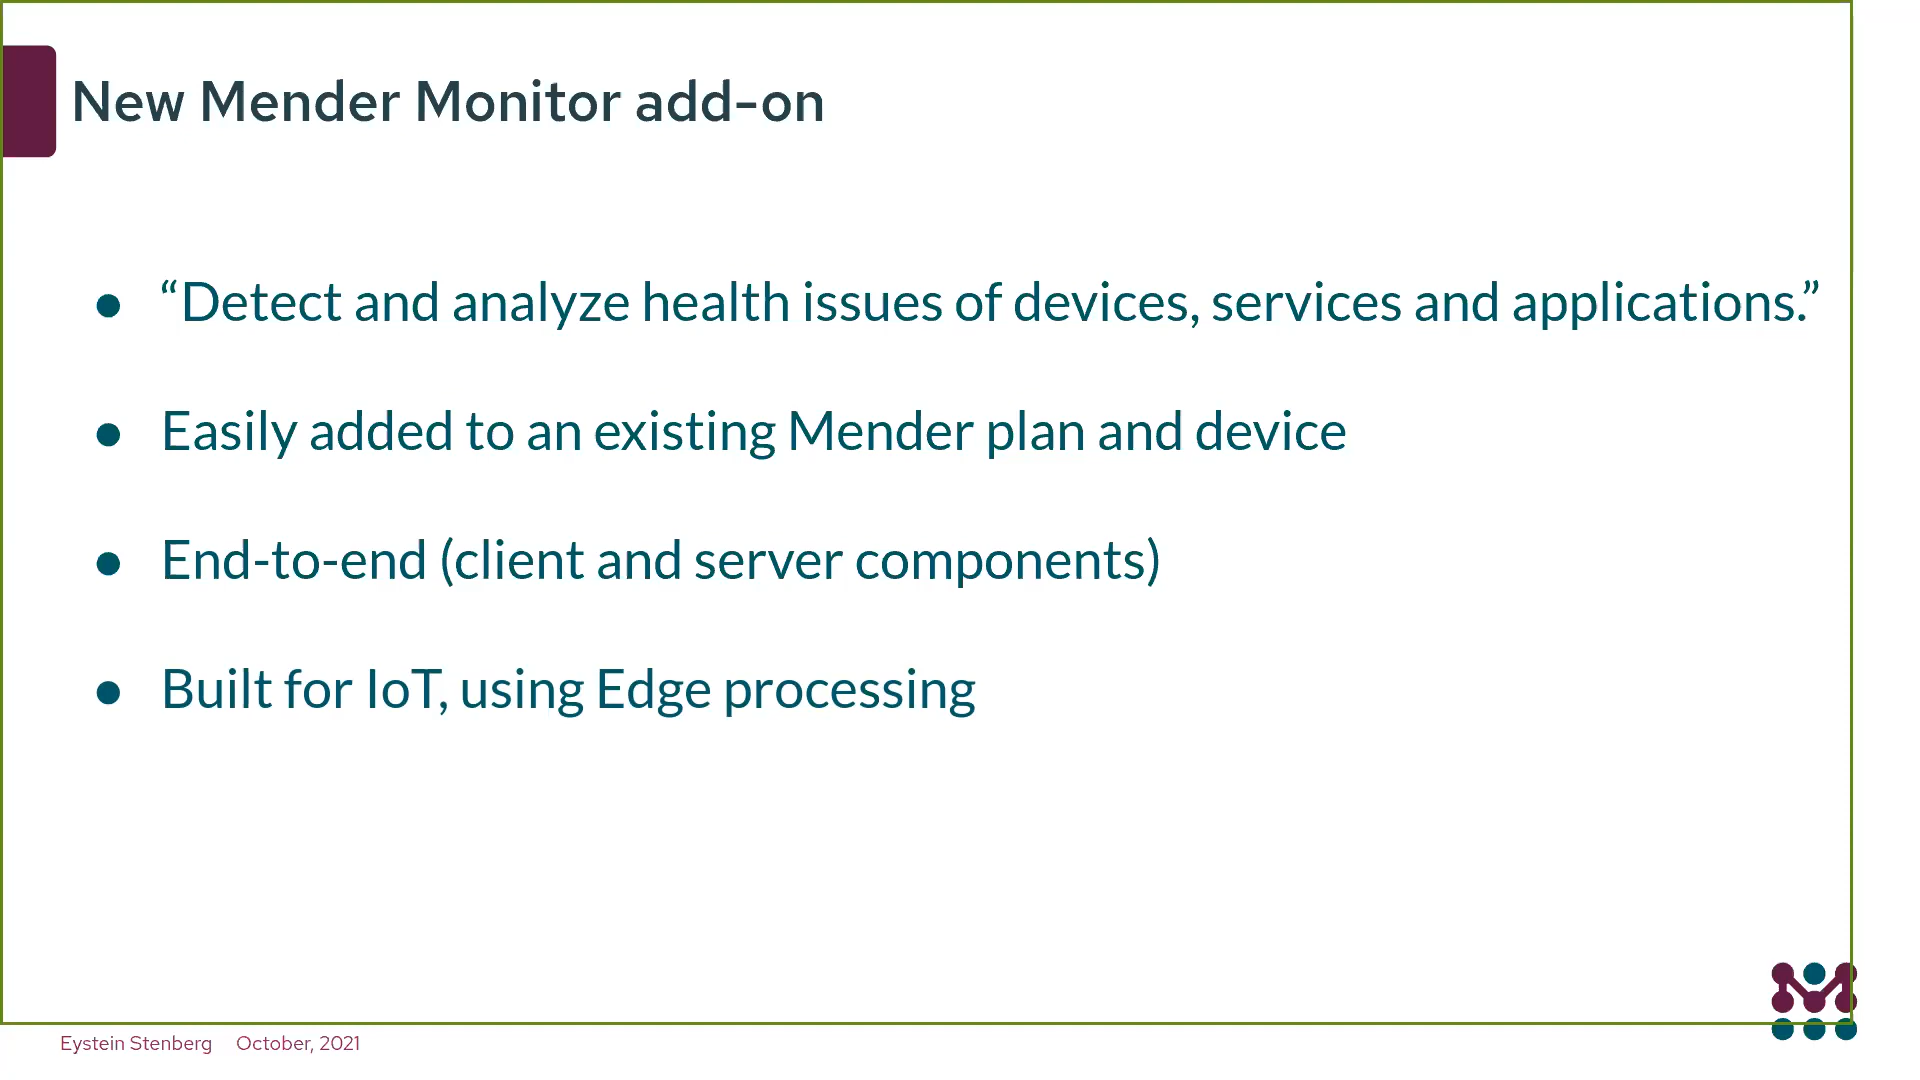 New Mender Monitor add-on
● “Detect and analyze health issues of devices, services and applications.”
● Easily added to an existing Mender plan and device
● End-to-end (client and server components)
● Built for IoT, using Edge processing
Eystein Stenberg October, 2021